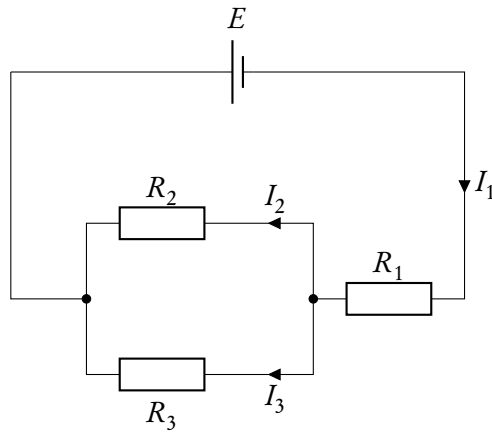 E
I₁
R₂
I₂
R₁
I₃
R₃